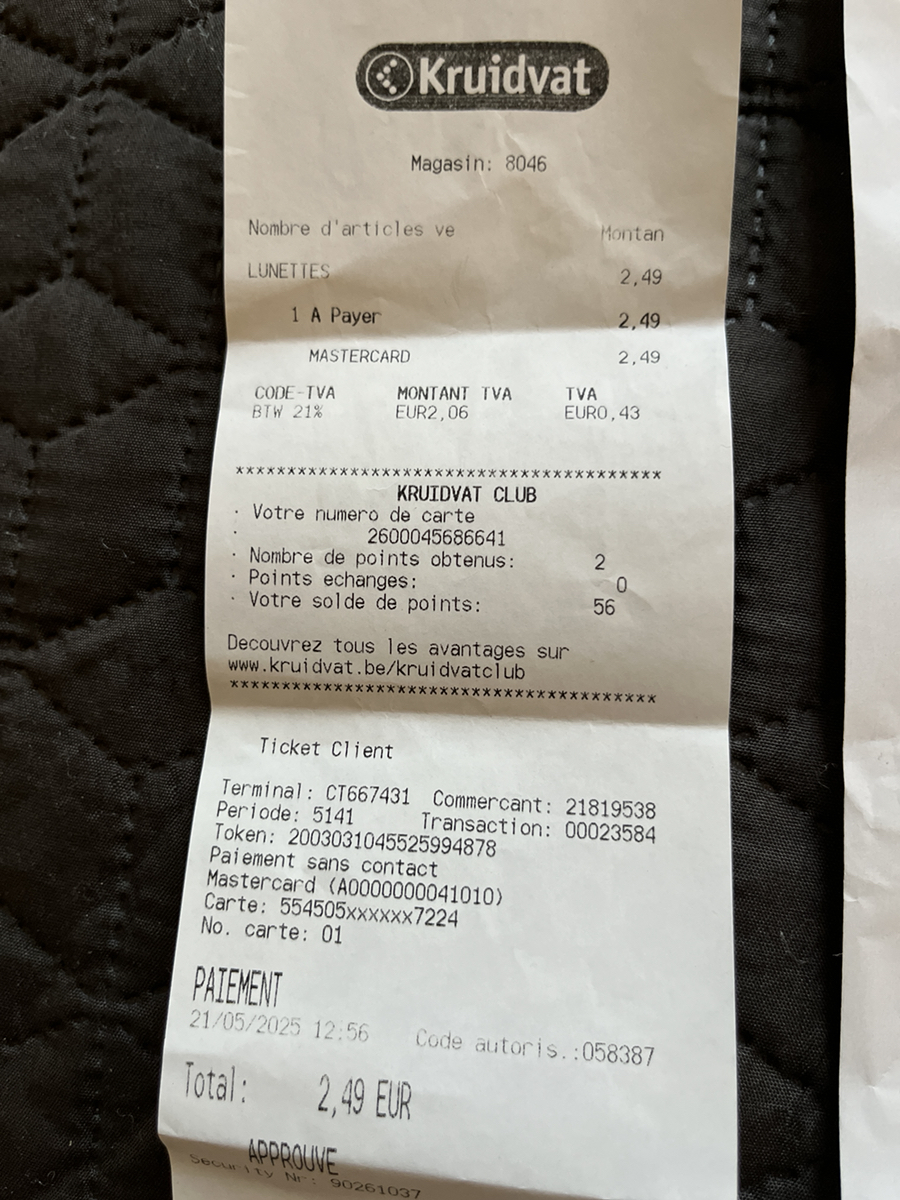 Kruidvat
Magasin: 8046
Nombre d'articles ve Montan
LUNETTES 2,49
1 A Payer 2,49
MASTERCARD 2,49
CODE-TVA MONTANT TVA TVA
BTW 21% EUR2,06 EUR0,43
*****************************************
KRUIDVAT CLUB
· Votre numero de carte
· 2600045686641
· Nombre de points obtenus: 2
· Points echanges: 0
· Votre solde de points: 56
Decouvrez tous les avantages sur
www.kruidvat.be/kruidvatclub
*****************************************
Ticket Client
Terminal: CT667431 Commercant: 21819538
Periode: 5141 Transaction: 00023584
Token: 2003031045525994878
Paiement sans contact
Mastercard (A0000000041010)
Carte: 554505xxxxxx7224
No. carte: 01
PAIEMENT
21/05/2025 12:56 Code autoris.:058387
Total: 2,49 EUR
APPROUVE
Security Nr: 90261037